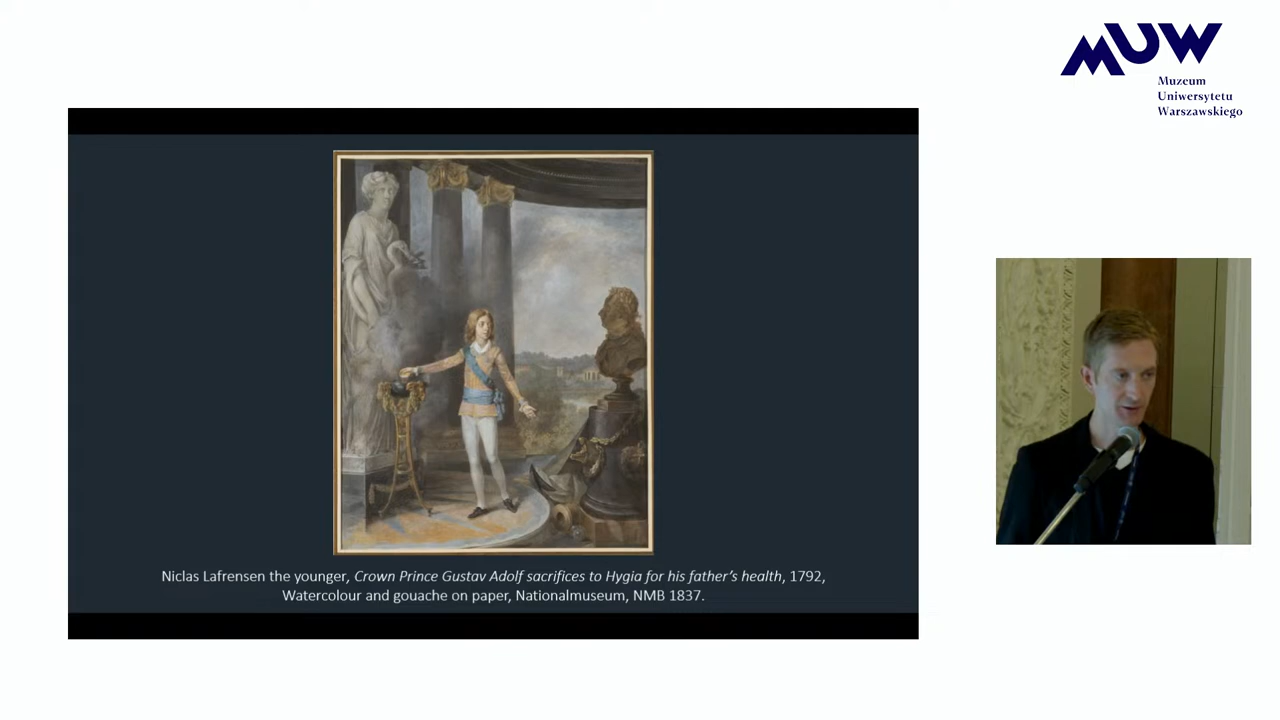 MUW
Muzeum
Uniwersytetu
Warszawskiego
Niclas Lafrensen the younger, Crown Prince Gustav Adolf sacrifices to Hygia for his father’s health, 1792,
Watercolour and gouache on paper, Nationalmuseum, NMB 1837.